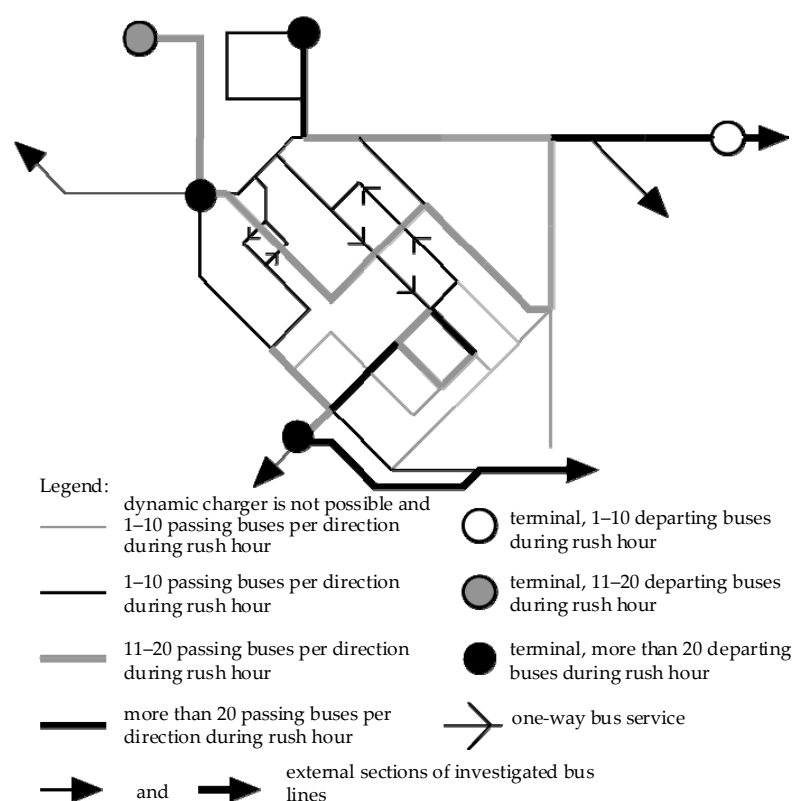 Legend:
dynamic charger is not possible and
1–10 passing buses per direction
during rush hour
1–10 passing buses per direction
during rush hour
11–20 passing buses per direction
during rush hour
more than 20 passing buses per
direction during rush hour
and
external sections of investigated bus
lines
terminal, 1–10 departing buses
during rush hour
terminal, 11–20 departing buses
during rush hour
terminal, more than 20 departing
buses during rush hour
one-way bus service